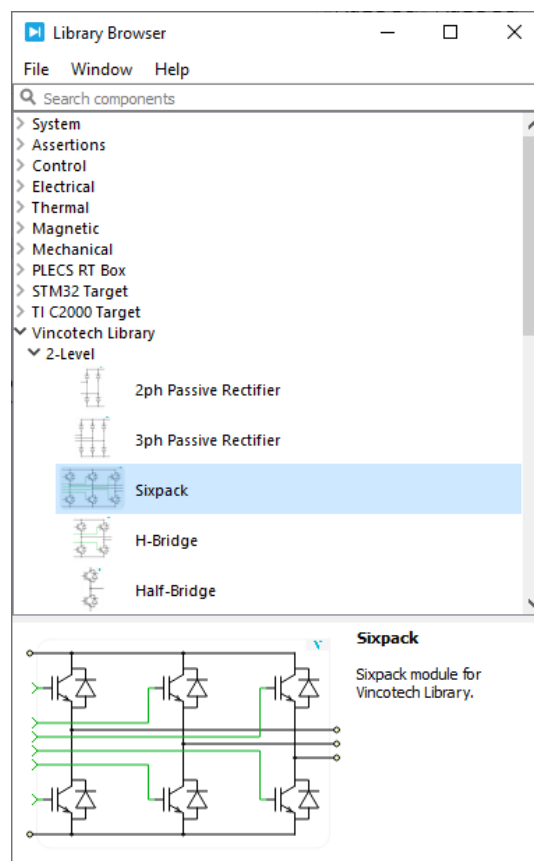 Library Browser
File Window Help
Search components
System
Assertions
Control
Electrical
Thermal
Magnetic
Mechanical
PLECS RT Box
STM32 Target
TI C2000 Target
Vincotech Library
2-Level
2ph Passive Rectifier
3ph Passive Rectifier
Sixpack
H-Bridge
Half-Bridge
Sixpack
Sixpack module for
Vincotech Library.